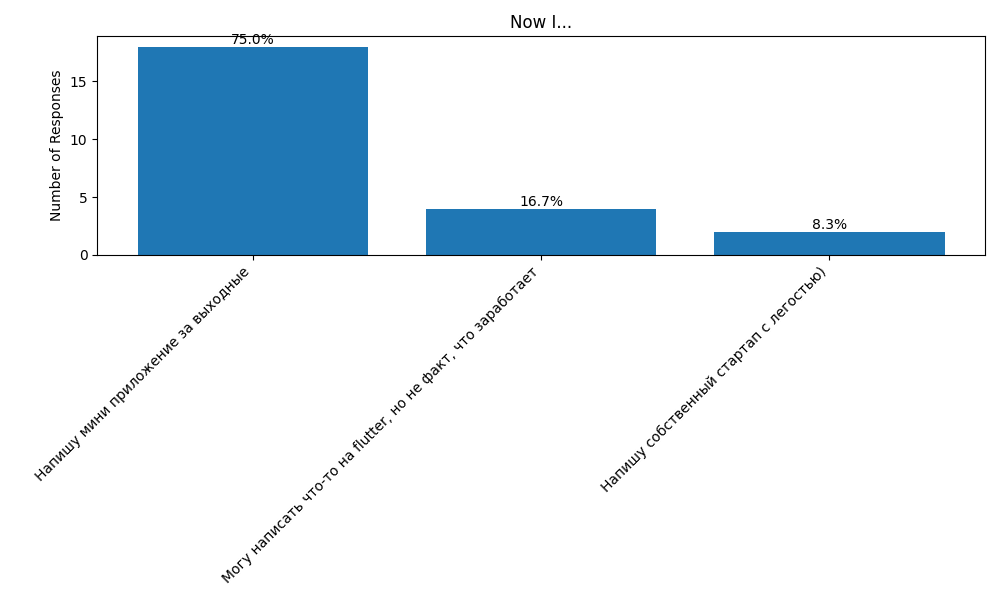 Now I...
75.0%
16.7%
8.3%
Number of Responses
15
10
5
0
Напишу мини приложение за выходные
Могу написать что-то на flutter, но не факт, что заработает
Напишу собственный стартап с легостью)